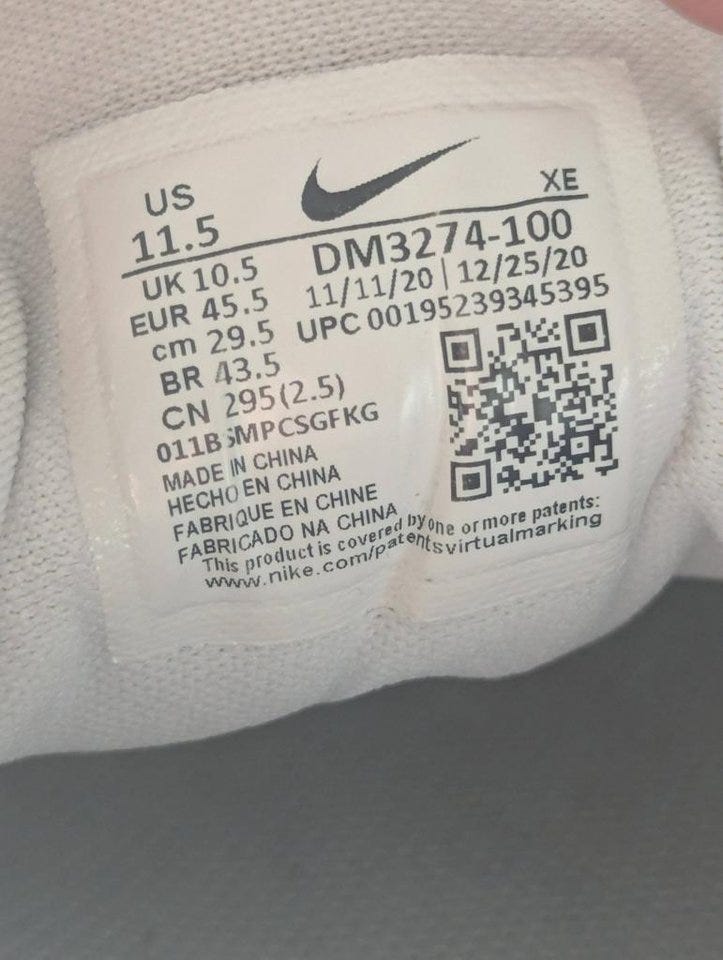 US
11.5
XE
UK 10.5
DM3274-100
EUR 45.5
11/11/20 | 12/25/20
cm 29.5
UPC 00195239345395
BR 43.5
CN 295(2.5)
011BSMPCSGFKG
MADE IN CHINA
HECHO EN CHINA
FABRIQUE EN CHINE
FABRICADO NA CHINA
This product is covered by one or more patents:
www.nike.com/patentsvirtualmarking